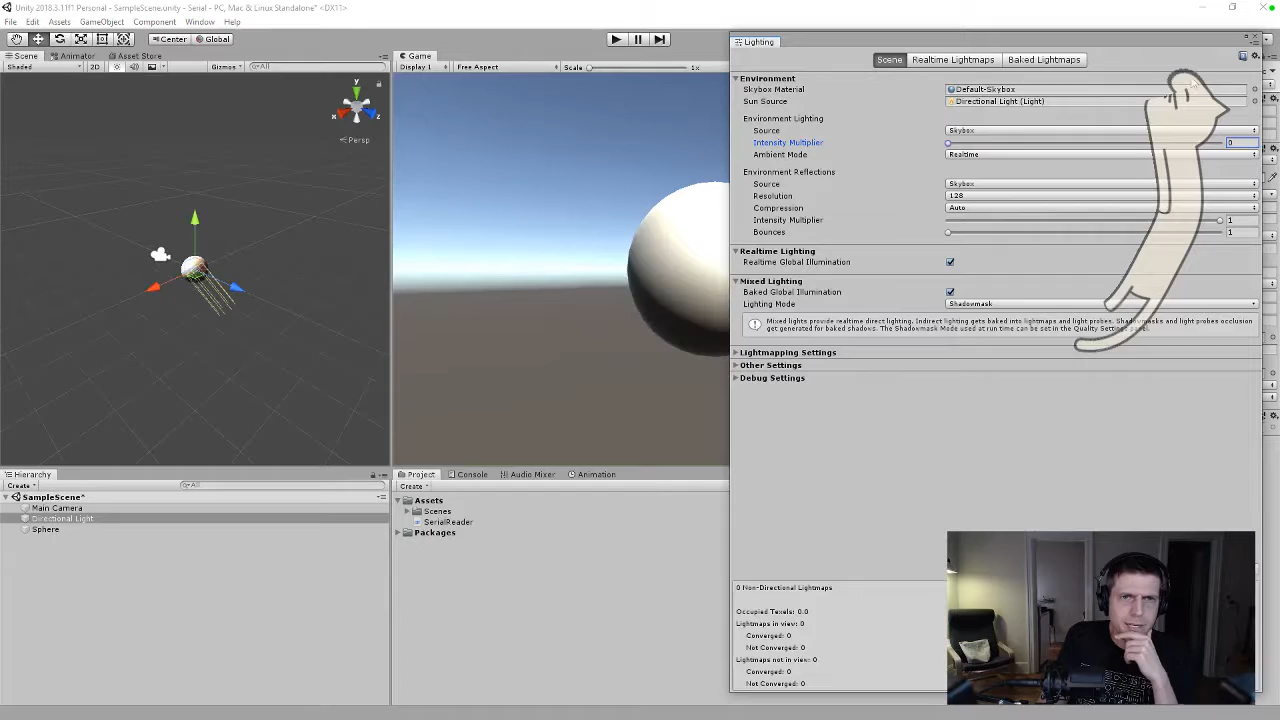 Unity 2018.3.11f1 Personal - SampleScene.unity - Serial - PC, Mac & Linux Standalone* <DX11>
File Edit Assets GameObject Component Window Help
Center Global
Scene Animator Asset Store
Shaded 2D Gizmos All
y
x
z
Persp
Game
Display 1 Free Aspect Scale 1x
Lighting
Scene Realtime Lightmaps Baked Lightmaps
Environment
Skybox Material Default-Skybox
Sun Source Directional Light (Light)
Environment Lighting
Source Skybox
Intensity Multiplier 0
Ambient Mode Realtime
Environment Reflections
Source Skybox
Resolution 128
Compression Auto
Intensity Multiplier 1
Bounces 1
Realtime Lighting
Realtime Global Illumination
Mixed Lighting
Baked Global Illumination
Lighting Mode Shadowmask
Mixed lights provide realtime direct lighting. Indirect lighting gets baked into lightmaps and light probes. Shadowmasks and light probes occlusion
get generated for baked shadows. The Shadowmask Mode used at run time can be set in the Quality Settings
Lightmapping Settings
Other Settings
Debug Settings
Hierarchy
Create All
SampleScene*
Main Camera
Directional Light
Sphere
Project Console Audio Mixer Animation
Create
Assets
Scenes
SerialReader
Packages
0 Non-Directional Lightmaps
Occupied Texels: 0.0
Lightmaps in view: 0
Converged: 0
Not Converged: 0
Lightmaps not in view: 0
Converged: 0
Not Converged: 0